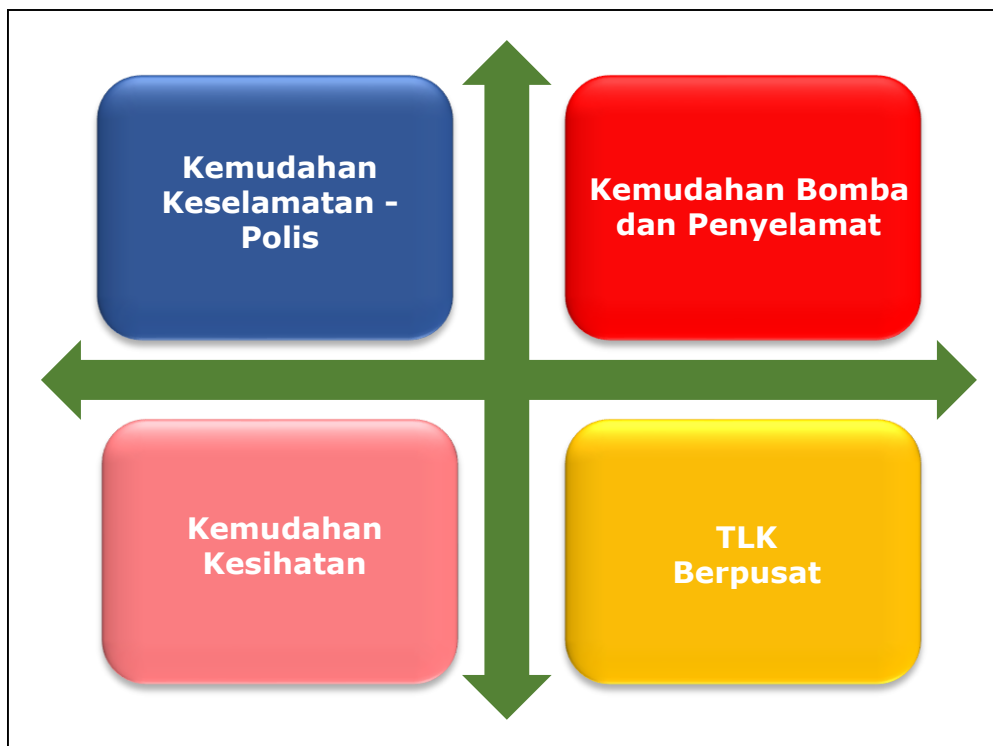 Kemudahan
Keselamatan -
Polis
Kemudahan Bomba
dan Penyelamat
Kemudahan
Kesihatan
TLK
Berpusat